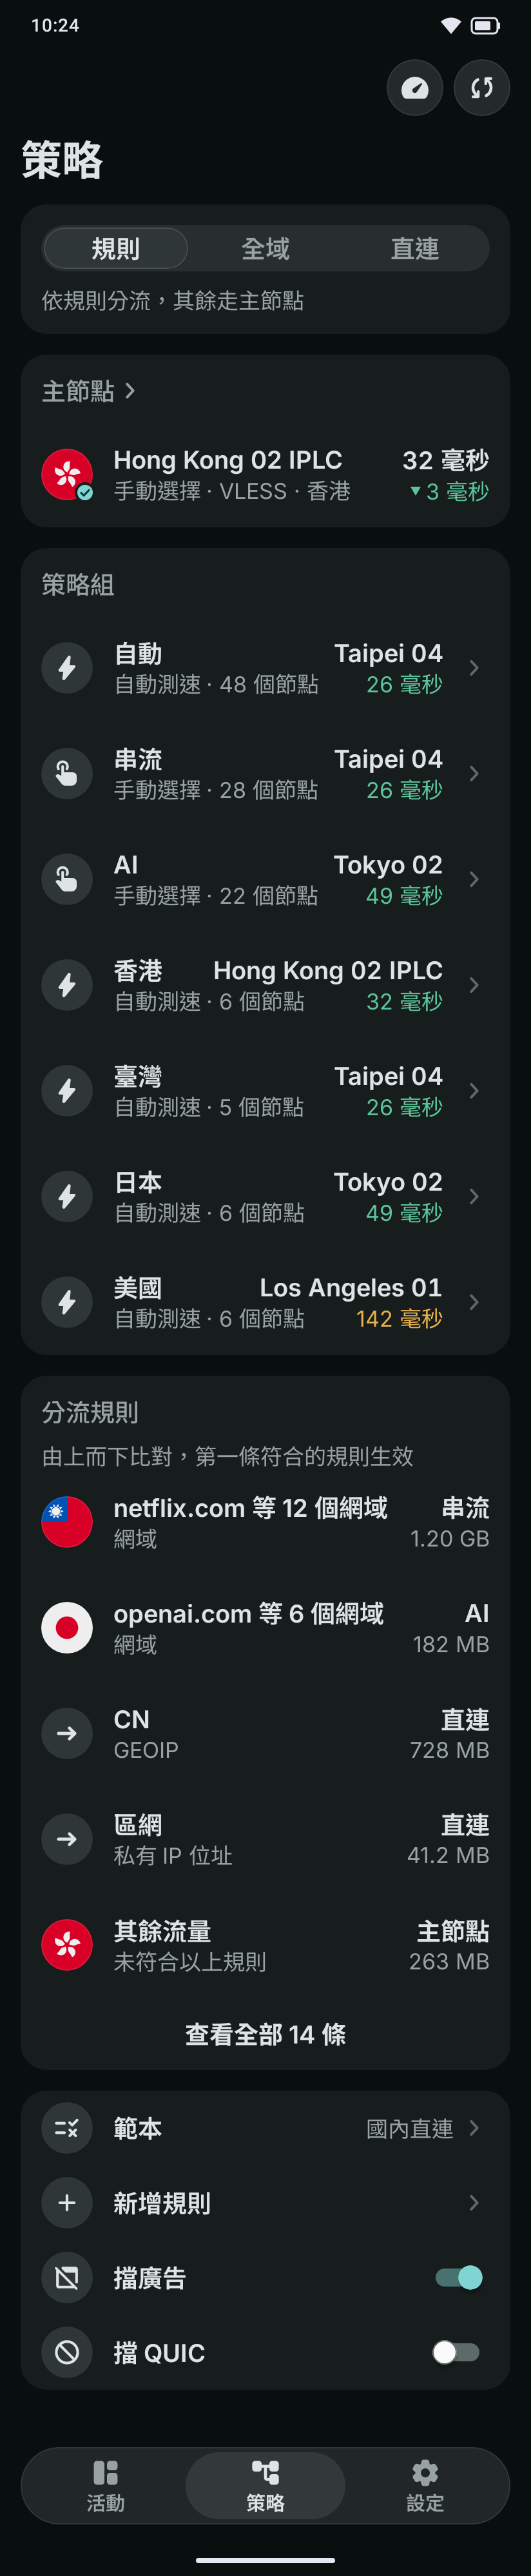 10:24
策略
規則 全域 直連
依規則分流，其餘走主節點
主節點
Hong Kong 02 IPLC 32 毫秒
手動選擇 · VLESS · 香港 ▼3 毫秒
策略組
自動 Taipei 04
自動測速 · 48 個節點 26 毫秒
串流 Taipei 04
手動選擇 · 28 個節點 26 毫秒
AI Tokyo 02
手動選擇 · 22 個節點 49 毫秒
香港 Hong Kong 02 IPLC
自動測速 · 6 個節點 32 毫秒
臺灣 Taipei 04
自動測速 · 5 個節點 26 毫秒
日本 Tokyo 02
自動測速 · 6 個節點 49 毫秒
美國 Los Angeles 01
自動測速 · 6 個節點 142 毫秒
分流規則
由上而下比對，第一條符合的規則生效
netflix.com 等 12 個網域 串流
網域 1.20 GB
openai.com 等 6 個網域 AI
網域 182 MB
CN 直連
GEOIP 728 MB
區網 直連
私有 IP 位址 41.2 MB
其餘流量 主節點
未符合以上規則 263 MB
查看全部 14 條
範本 國內直連
新增規則
擋廣告
擋 QUIC
活動 策略 設定